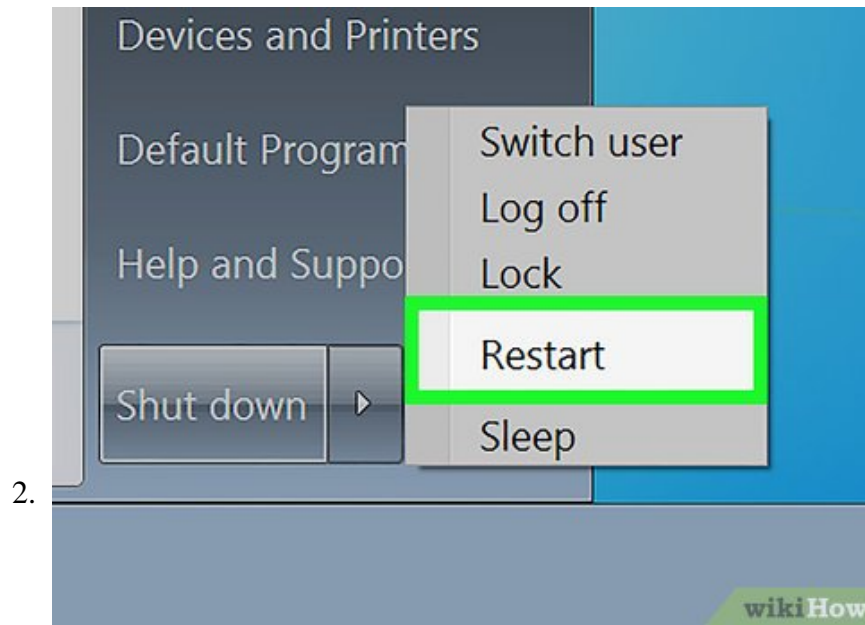 Devices and Printers
Default Program
Help and Suppo
Shut down
Switch user
Log off
Lock
Restart
Sleep
2.
wikiHow